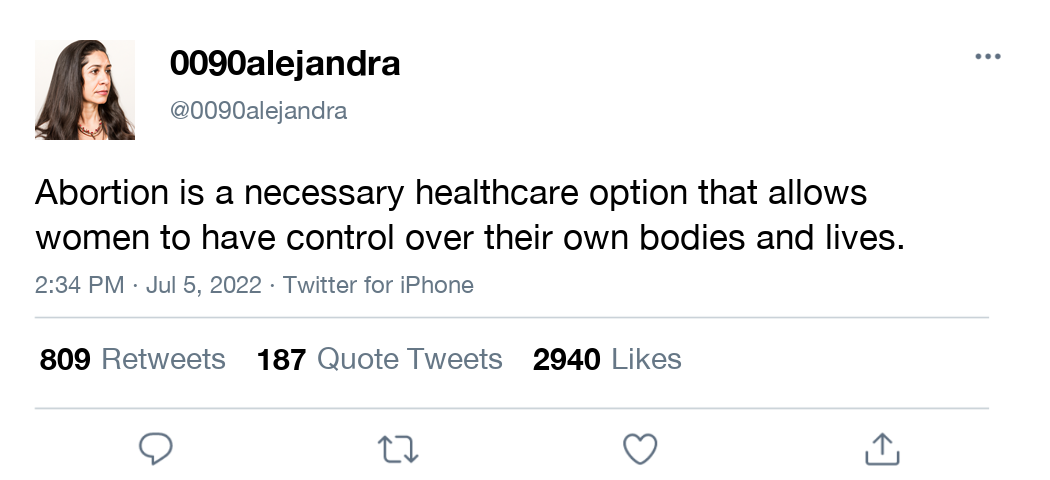 0090alejandra
@0090alejandra
Abortion is a necessary healthcare option that allows
women to have control over their own bodies and lives.
2:34 PM · Jul 5, 2022 · Twitter for iPhone
809 Retweets 187 Quote Tweets 2940 Likes